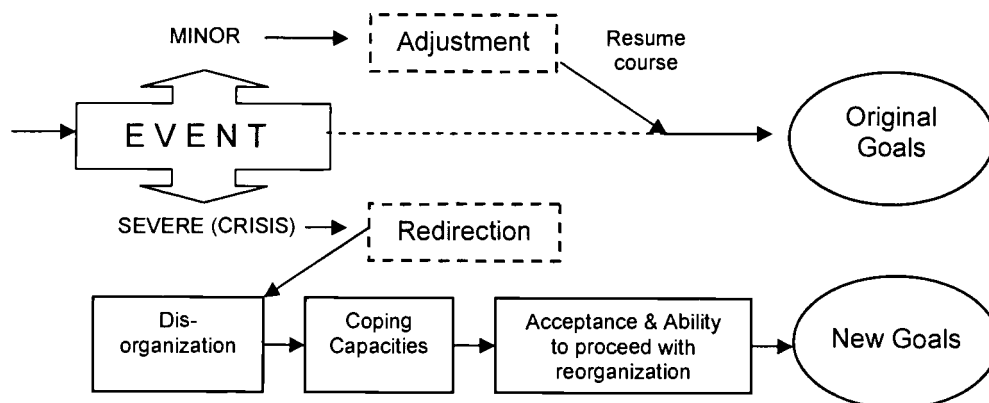 MINOR
Adjustment
Resume
course
EVENT
Original
Goals
SEVERE (CRISIS)
Redirection
Dis-
organization
Coping
Capacities
Acceptance & Ability
to proceed with
reorganization
New Goals